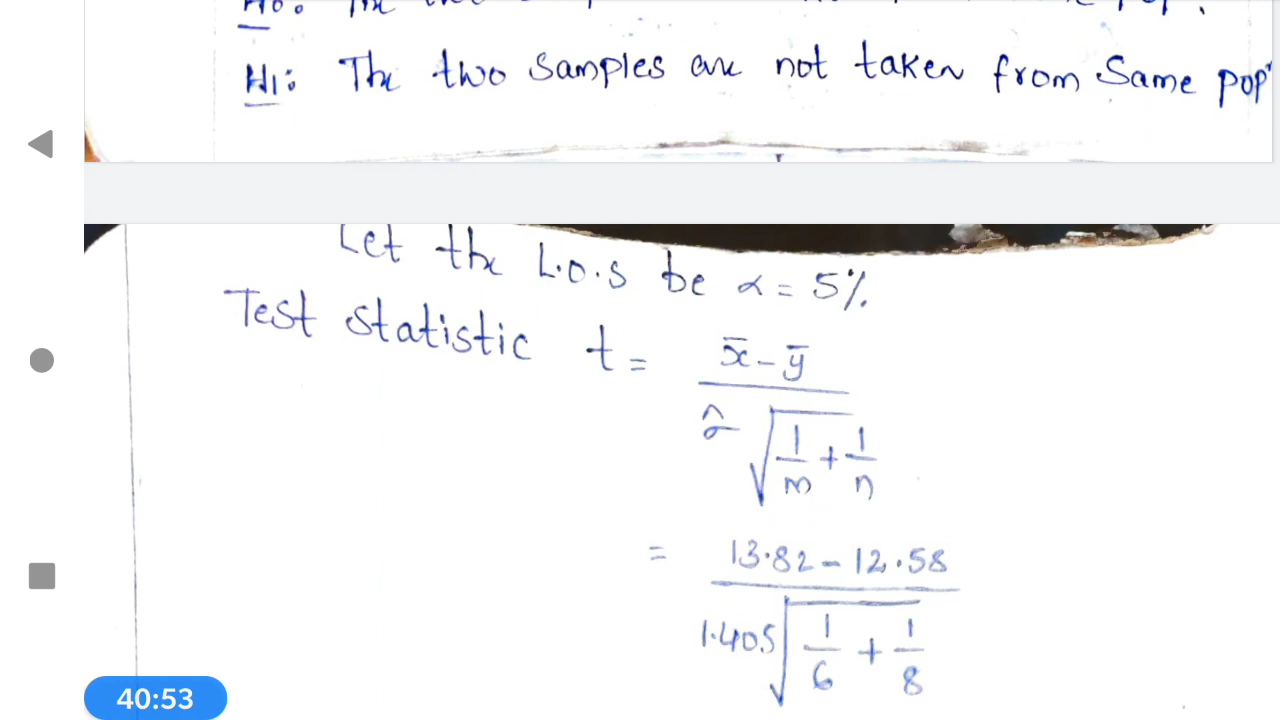 H1: The two samples are not taken from Same popn
Let the L.O.S be α = 5%.
Test statistic t = x̄ - ȳ
σ̂ √ 1/m + 1/n
= 13.82 - 12.58
1.405 √ 1/6 + 1/8
40:53